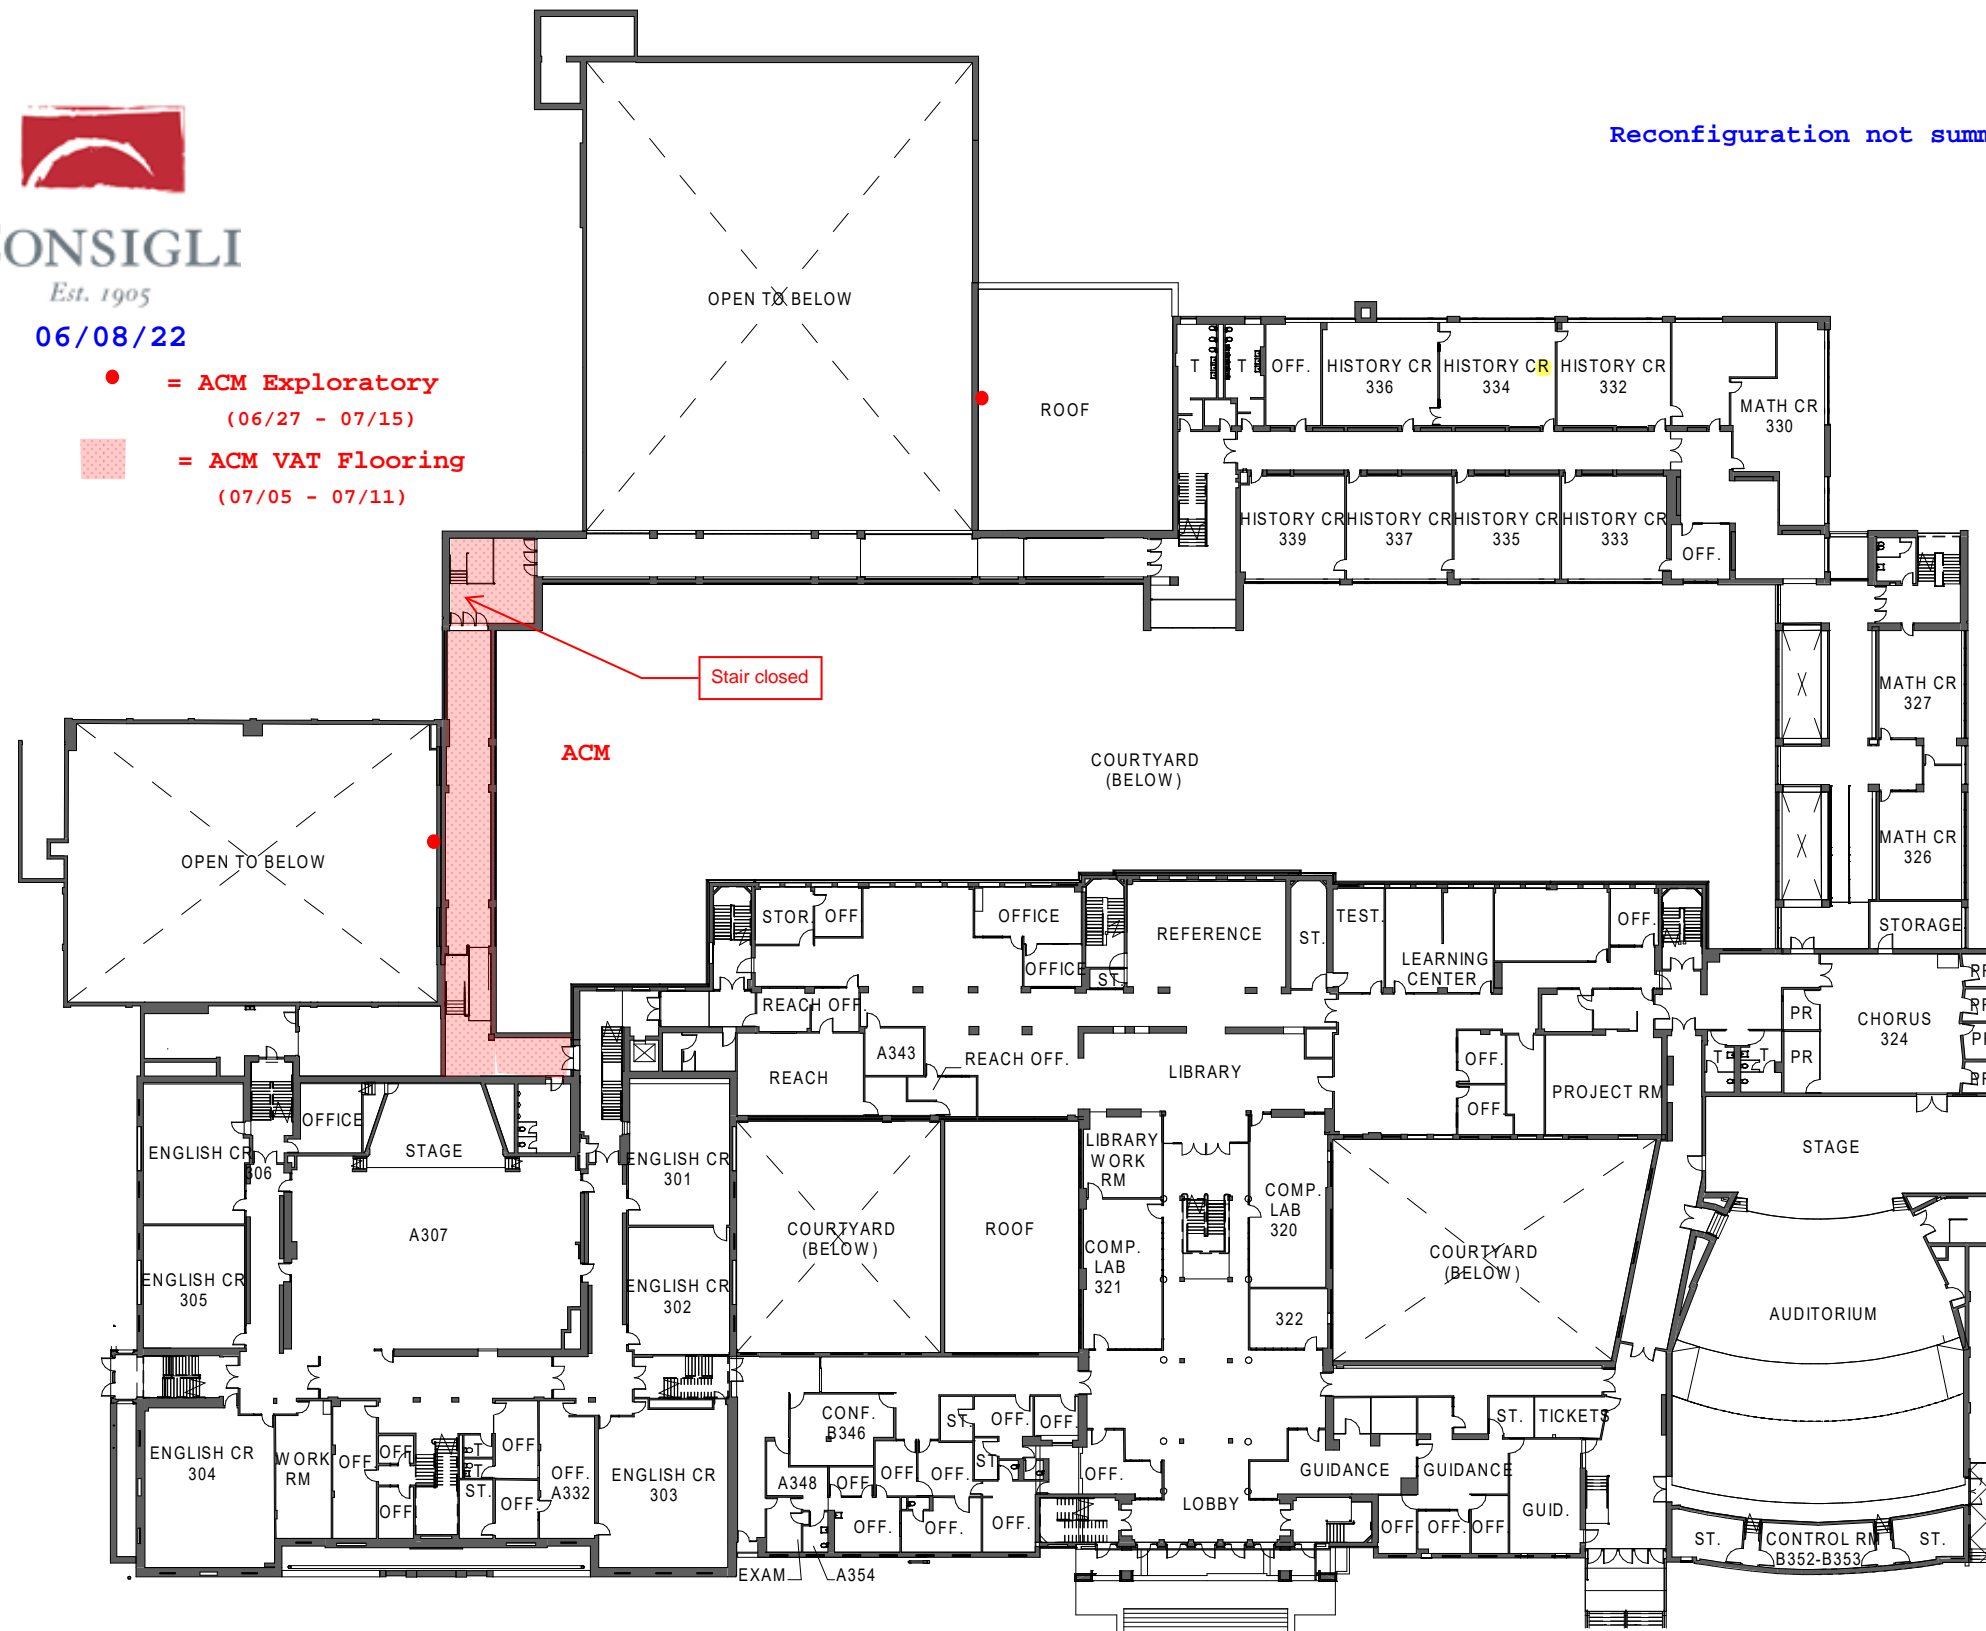 ONSIGLI
Est. 1905
06/08/22
= ACM Exploratory
(06/27 - 07/15)
= ACM VAT Flooring
(07/05 - 07/11)
Reconfiguration not summ
OPEN TO BELOW
ROOF
T
T
OFF.
HISTORY CR
336
HISTORY CR
334
HISTORY CR
332
MATH CR
330
HISTORY CR
339
HISTORY CR
337
HISTORY CR
335
HISTORY CR
333
OFF.
Stair closed
ACM
COURTYARD
(BELOW)
MATH CR
327
MATH CR
326
STORAGE
OPEN TO BELOW
STOR.
OFF.
OFFICE
OFFICE
ST.
REFERENCE
ST.
TEST.
LEARNING
CENTER
OFF.
REACH OFF.
A343
REACH OFF.
REACH
LIBRARY
OFF.
OFF.
PROJECT RM
T
T
PR
PR
CHORUS
324
STAGE
OFFICE
STAGE
ENGLISH CR
306
ENGLISH CR
301
A307
ENGLISH CR
305
ENGLISH CR
302
COURTYARD
(BELOW)
ROOF
LIBRARY
WORK
RM
COMP.
LAB
321
COMP.
LAB
320
322
COURTYARD
(BELOW)
AUDITORIUM
ENGLISH CR
304
WORK
RM
OFF.
OFF.
OFF.
T
T
ST.
OFF.
OFF.
OFF.
A332
ENGLISH CR
303
CONF.
B346
ST.
OFF.
OFF.
A348
OFF.
OFF.
OFF.
ST.
OFF.
OFF.
OFF.
OFF.
EXAM
A354
LOBBY
GUIDANCE
GUIDANCE
ST.
TICKETS
GUID.
OFF.
OFF.
OFF.
ST.
CONTROL RM
B352-B353
ST.